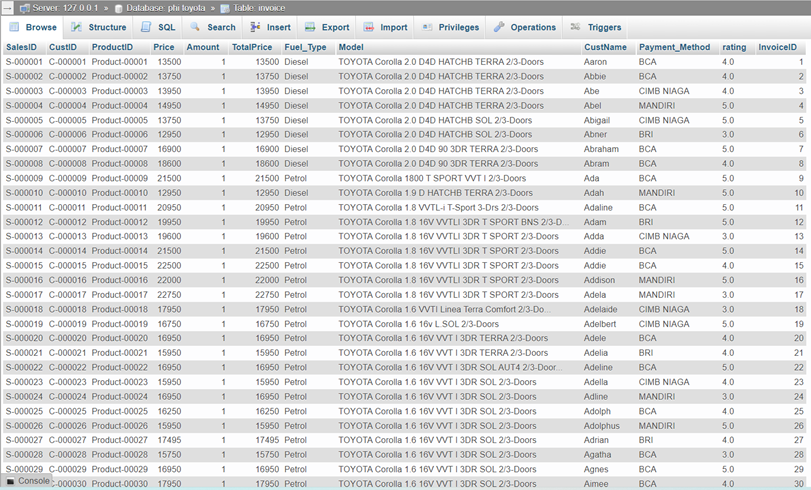 Server: 127.0.0.1 » Database: phi toyota » Table: invoice
Browse Structure SQL Search Insert Export Import Privileges Operations Triggers
SalesID CustID ProductID Price Amount TotalPrice Fuel_Type Model CustName Payment_Method rating InvoiceID
S-000001 C-000001 Product-00001 13500 1 13500 Diesel TOYOTA Corolla 2.0 D4D HATCHB TERRA 2/3-Doors Aaron BCA 4.0 1
S-000002 C-000002 Product-00002 13750 1 13750 Diesel TOYOTA Corolla 2.0 D4D HATCHB TERRA 2/3-Doors Abbie BCA 4.0 2
S-000003 C-000003 Product-00003 13950 1 13950 Diesel TOYOTA Corolla 2.0 D4D HATCHB TERRA 2/3-Doors Abe CIMB NIAGA 4.0 3
S-000004 C-000004 Product-00004 14950 1 14950 Diesel TOYOTA Corolla 2.0 D4D HATCHB TERRA 2/3-Doors Abel MANDIRI 5.0 4
S-000005 C-000005 Product-00005 13750 1 13750 Diesel TOYOTA Corolla 2.0 D4D HATCHB SOL 2/3-Doors Abigail CIMB NIAGA 5.0 5
S-000006 C-000006 Product-00006 12950 1 12950 Diesel TOYOTA Corolla 2.0 D4D HATCHB SOL 2/3-Doors Abner BRI 3.0 6
S-000007 C-000007 Product-00007 16900 1 16900 Diesel TOYOTA Corolla 2.0 D4D 90 3DR TERRA 2/3-Doors Abraham BCA 5.0 7
S-000008 C-000008 Product-00008 18600 1 18600 Diesel TOYOTA Corolla 2.0 D4D 90 3DR TERRA 2/3-Doors Abram BCA 4.0 8
S-000009 C-000009 Product-00009 21500 1 21500 Petrol TOYOTA Corolla 1800 T SPORT VVT I 2/3-Doors Ada BCA 4.0 9
S-000010 C-000010 Product-00010 12950 1 12950 Diesel TOYOTA Corolla 1.9 D HATCHB TERRA 2/3-Doors Adah MANDIRI 5.0 10
S-000011 C-000011 Product-00011 20950 1 20950 Petrol TOYOTA Corolla 1.8 VVTL-i T-Sport 3-Drs 2/3-Doors Adaline BCA 5.0 11
S-000012 C-000012 Product-00012 19950 1 19950 Petrol TOYOTA Corolla 1.8 16V VVTLI 3DR T SPORT BNS 2/3-D... Adam BRI 5.0 12
S-000013 C-000013 Product-00013 19600 1 19600 Petrol TOYOTA Corolla 1.8 16V VVTLI 3DR T SPORT 2/3-Doors Adda CIMB NIAGA 3.0 13
S-000014 C-000014 Product-00014 21500 1 21500 Petrol TOYOTA Corolla 1.8 16V VVTLI 3DR T SPORT 2/3-Doors Addie BCA 5.0 14
S-000015 C-000015 Product-00015 22500 1 22500 Petrol TOYOTA Corolla 1.8 16V VVTLI 3DR T SPORT 2/3-Doors Addie BCA 4.0 15
S-000016 C-000016 Product-00016 22000 1 22000 Petrol TOYOTA Corolla 1.8 16V VVTLI 3DR T SPORT 2/3-Doors Addison MANDIRI 5.0 16
S-000017 C-000017 Product-00017 22750 1 22750 Petrol TOYOTA Corolla 1.8 16V VVTLI 3DR T SPORT 2/3-Doors Adela MANDIRI 3.0 17
S-000018 C-000018 Product-00018 17950 1 17950 Petrol TOYOTA Corolla 1.6 VVTI Linea Terra Comfort 2/3-Do... Adelaide CIMB NIAGA 3.0 18
S-000019 C-000019 Product-00019 16750 1 16750 Petrol TOYOTA Corolla 1.6 16v L.SOL 2/3-Doors Adelbert CIMB NIAGA 5.0 19
S-000020 C-000020 Product-00020 16950 1 16950 Petrol TOYOTA Corolla 1.6 16V VVT I 3DR TERRA 2/3-Doors Adele BCA 4.0 20
S-000021 C-000021 Product-00021 15950 1 15950 Petrol TOYOTA Corolla 1.6 16V VVT I 3DR TERRA 2/3-Doors Adelia BRI 4.0 21
S-000022 C-000022 Product-00022 16950 1 16950 Petrol TOYOTA Corolla 1.6 16V VVT I 3DR SOL AUT4 2/3-Door... Adeline BCA 5.0 22
S-000023 C-000023 Product-00023 15950 1 15950 Petrol TOYOTA Corolla 1.6 16V VVT I 3DR SOL 2/3-Doors Adella CIMB NIAGA 4.0 23
S-000024 C-000024 Product-00024 16950 1 16950 Petrol TOYOTA Corolla 1.6 16V VVT I 3DR SOL 2/3-Doors Adline MANDIRI 3.0 24
S-000025 C-000025 Product-00025 16250 1 16250 Petrol TOYOTA Corolla 1.6 16V VVT I 3DR SOL 2/3-Doors Adolph BCA 4.0 25
S-000026 C-000026 Product-00026 15950 1 15950 Petrol TOYOTA Corolla 1.6 16V VVT I 3DR SOL 2/3-Doors Adolphus MANDIRI 5.0 26
S-000027 C-000027 Product-00027 17495 1 17495 Petrol TOYOTA Corolla 1.6 16V VVT I 3DR SOL 2/3-Doors Adrian BRI 4.0 27
S-000028 C-000028 Product-00028 15750 1 15750 Petrol TOYOTA Corolla 1.6 16V VVT I 3DR SOL 2/3-Doors Agatha BCA 3.0 28
S-000029 C-000029 Product-00029 16950 1 16950 Petrol TOYOTA Corolla 1.6 16V VVT I 3DR SOL 2/3-Doors Agnes BCA 5.0 29
Console 000030 Product-00030 17950 1 17950 Petrol TOYOTA Corolla 1.6 16V VVT I 3DR SOL 2/3-Doors Aimee BCA 4.0 30